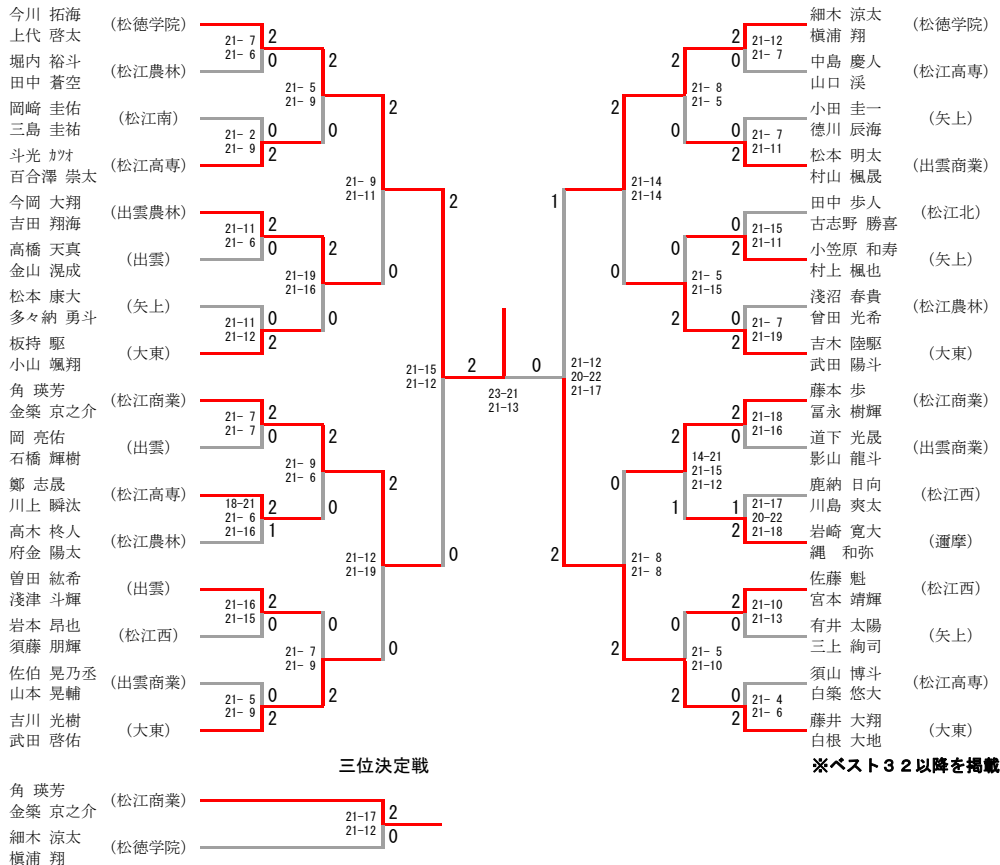 今川 拓海
上代 啓太
(松徳学院)
堀内 裕斗
田中 蒼空
(松江農林)
岡﨑 圭佑
三島 圭祐
(松江南)
斗光 ｶﾂｵ
百合澤 崇太
(松江高専)
今岡 大翔
吉田 翔海
(出雲農林)
高橋 天真
金山 滉成
(出雲)
松本 康大
多々納 勇斗
(矢上)
板持 駆
小山 颯翔
(大東)
角 瑛芳
金築 京之介
(松江商業)
岡 亮佑
石橋 輝樹
(出雲)
鄭 志晟
川上 瞬汰
(松江高専)
高木 柊人
府金 陽太
(松江農林)
曽田 紘希
淺津 斗輝
(出雲)
岩本 昂也
須藤 朋輝
(松江西)
佐伯 晃乃丞
山本 晃輔
(出雲商業)
吉川 光樹
武田 啓佑
(大東)
21- 7
21- 6
2
0
21- 2
21- 9
0
2
21-11
21- 6
2
0
21-11
21-12
0
2
21- 7
21- 7
2
0
18-21
21- 6
21-16
2
1
21-16
21-15
2
0
21- 5
21- 9
0
2
21- 5
21- 9
2
0
21-19
21-16
2
0
21- 9
21- 6
2
0
21- 7
21- 9
0
2
21- 9
21-11
2
0
21-12
21-19
2
0
21-15
21-12
2
0
2
0
23-21
21-13
21-12
20-22
21-17
1
2
21-14
21-14
2
0
21- 8
21- 8
0
2
21- 8
21- 5
2
0
21- 5
21-15
0
2
14-21
21-15
21-12
2
1
21- 5
21-10
0
2
2
0
21-12
21- 7
0
2
21- 7
21-11
0
2
21-15
21-11
0
2
21- 7
21-19
2
0
21-18
21-16
1
2
21-17
20-22
21-18
2
0
21-10
21-13
0
2
21- 4
21- 6
細木 涼太
槇浦 翔
(松徳学院)
中島 慶人
山口 渓
(松江高専)
小田 圭一
德川 辰海
(矢上)
松本 明太
村山 楓晟
(出雲商業)
田中 歩人
古志野 勝喜
(松江北)
小笠原 和寿
村上 楓也
(矢上)
淺沼 春貴
曾田 光希
(松江農林)
吉木 陸駆
武田 陽斗
(大東)
藤本 歩
冨永 樹輝
(松江商業)
道下 光晟
影山 龍斗
(出雲商業)
鹿納 日向
川島 爽太
(松江西)
岩崎 寛大
縄 和弥
(邇摩)
佐藤 魁
宮本 靖輝
(松江西)
有井 太陽
三上 絢司
(矢上)
須山 博斗
白築 悠大
(松江高専)
藤井 大翔
白根 大地
(大東)
三位決定戦
※ベスト３２以降を掲載
角 瑛芳
金築 京之介
(松江商業)
細木 涼太
槇浦 翔
(松徳学院)
21-17
21-12
2
0